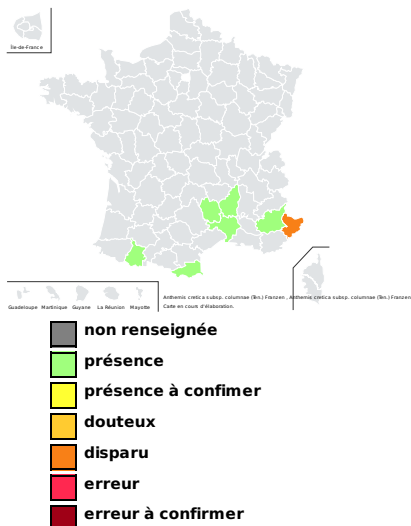 Île-de-France
Anthemis cretica subsp. columnae (Ten.) Franzen , Anthemis cretica subsp. columnae (Ten.) Franzen
Carte en cours d'élaboration.
Guadeloupe Martinique Guyane La Réunion Mayotte
non renseignée
présence
présence à confimer
douteux
disparu
erreur
erreur à confirmer